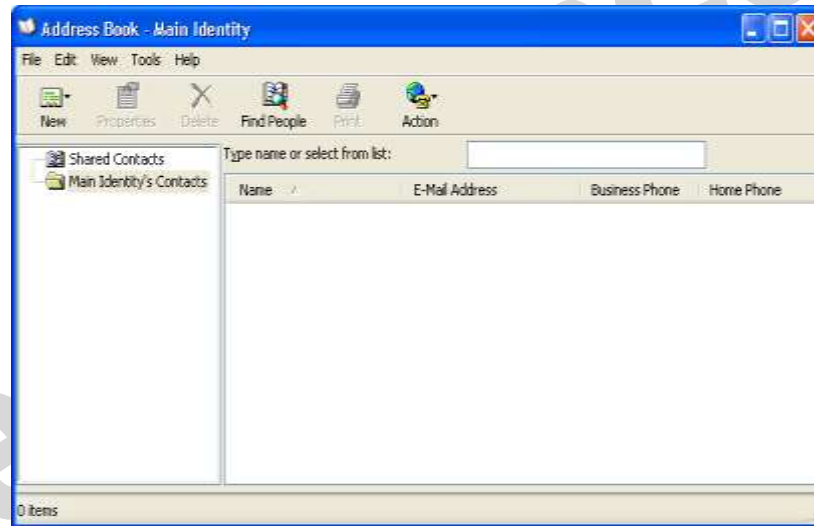 Address Book - Main Identity
File Edit View Tools Help
New Properties Delete Find People Print Action
Type name or select from list:
Shared Contacts
Main Identity's Contacts
Name E-Mail Address Business Phone Home Phone
0 items